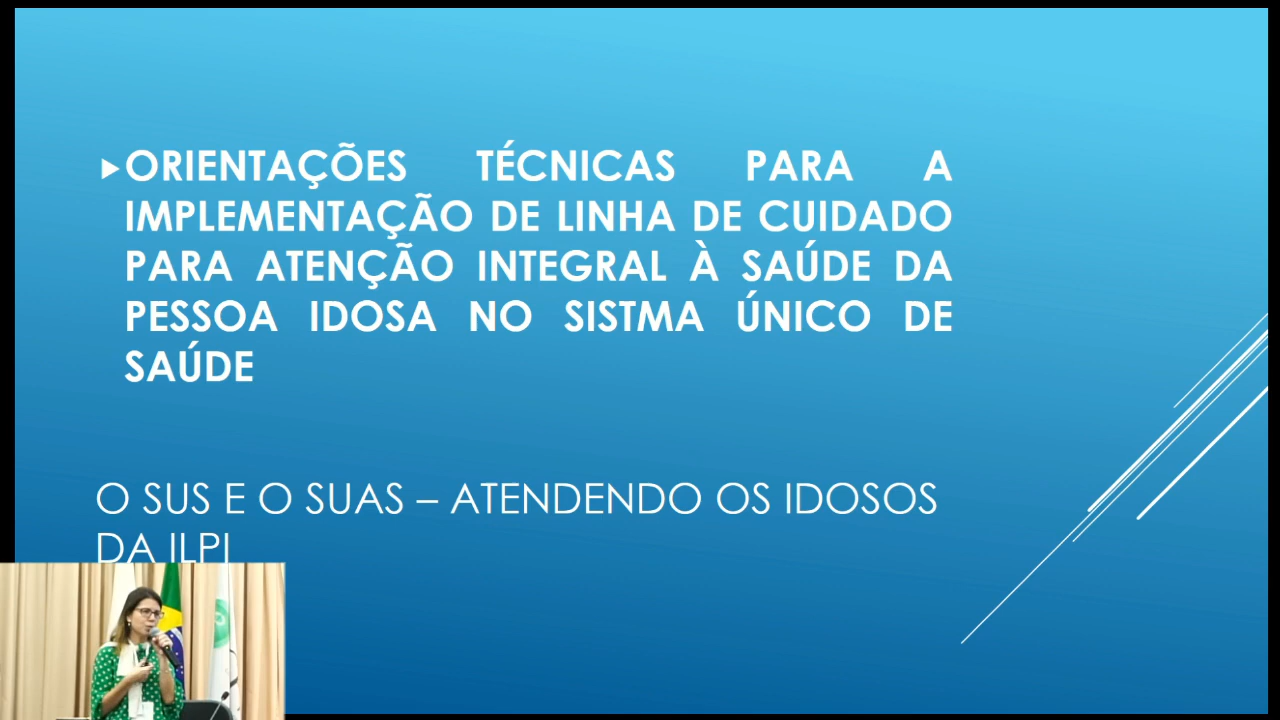 ORIENTAÇÕES TÉCNICAS PARA A
IMPLEMENTAÇÃO DE LINHA DE CUIDADO
PARA ATENÇÃO INTEGRAL À SAÚDE DA
PESSOA IDOSA NO SISTMA ÚNICO DE
SAÚDE
O SUS E O SUAS – ATENDENDO OS IDOSOS
DA ILPI